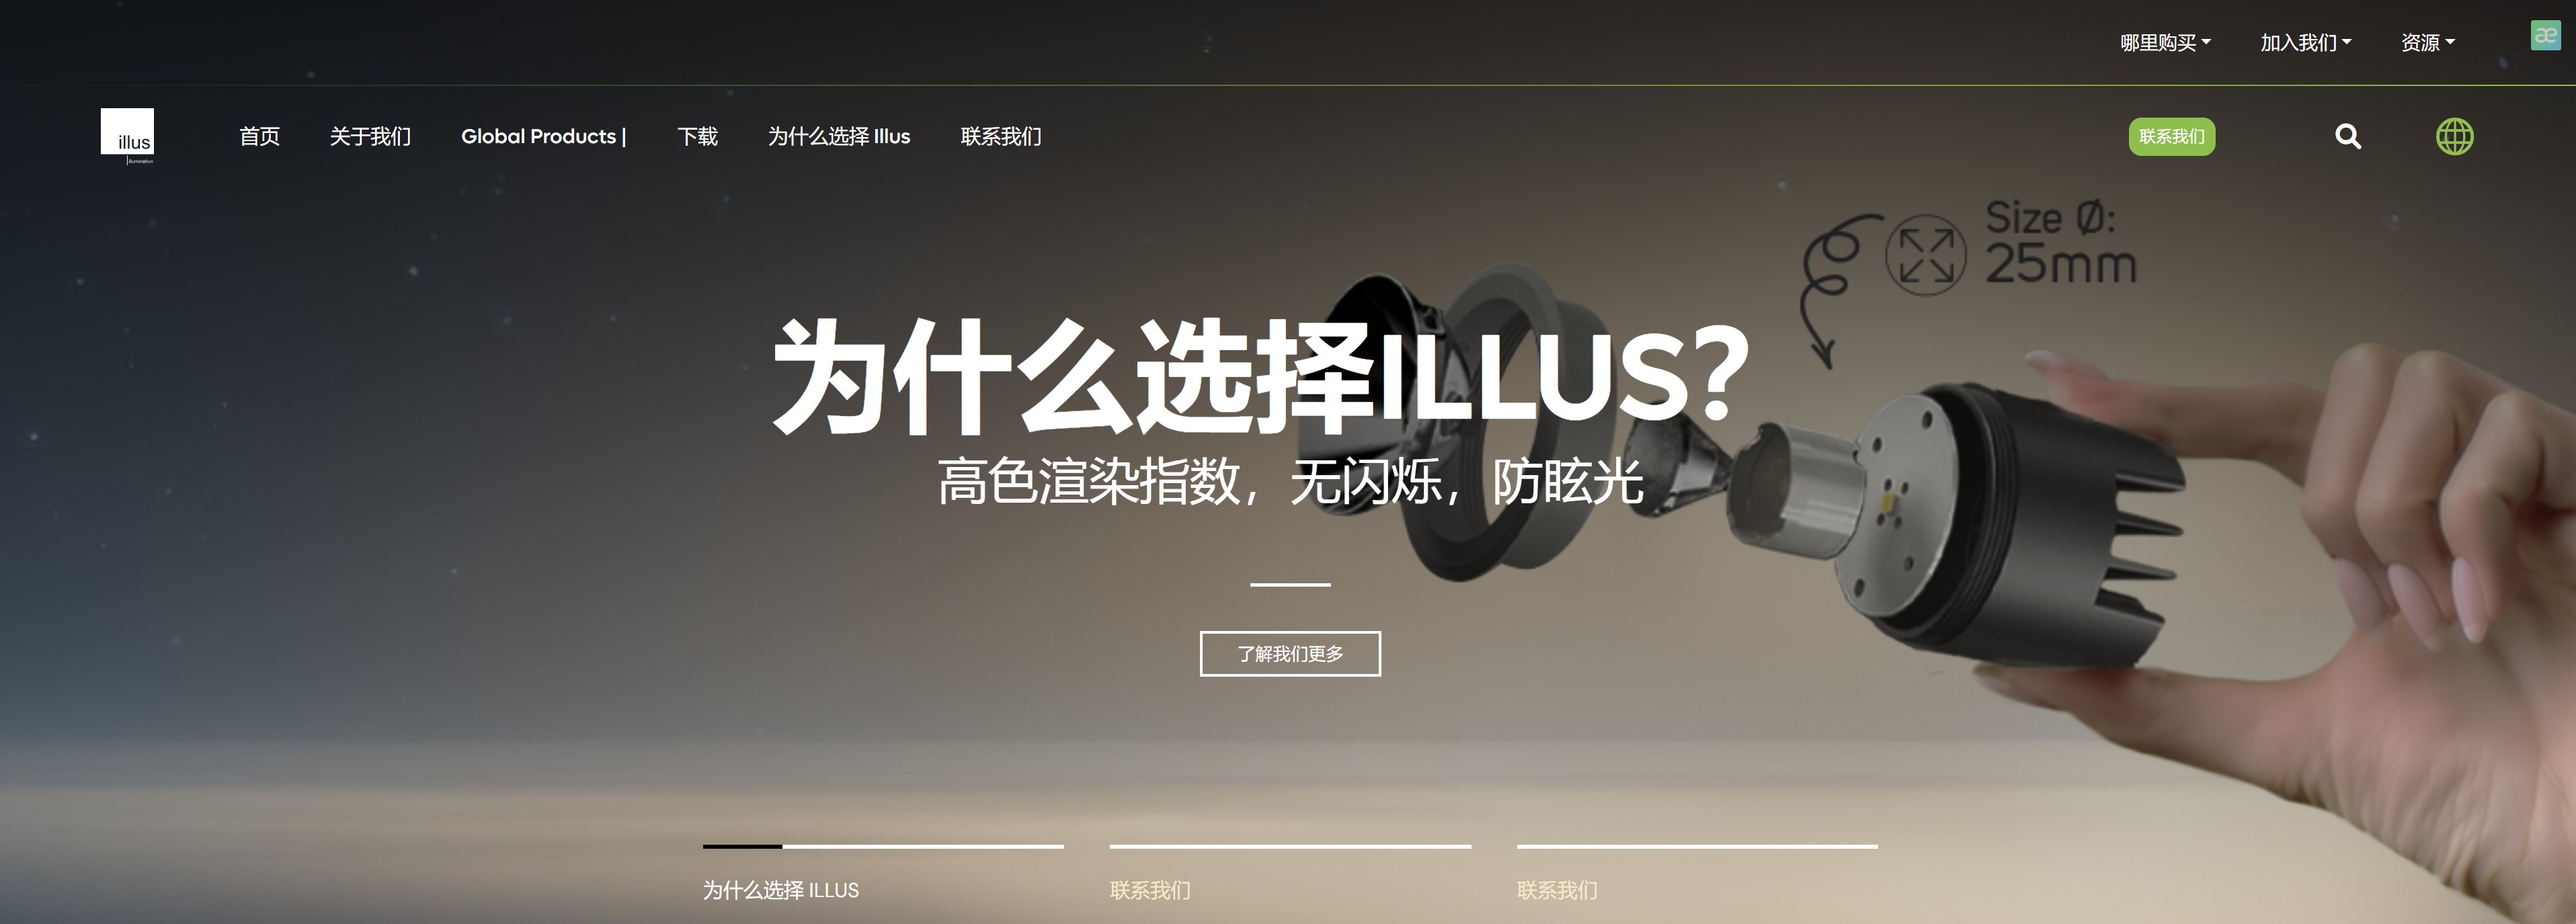 哪里购买
加入我们
资源
æ
illus
illumination
首页
关于我们
Global Products |
下载
为什么选择 Illus
联系我们
联系我们
Size Ø:
25mm
为什么选择ILLUS?
高色渲染指数，无闪烁，防眩光
了解我们更多
为什么选择 ILLUS
联系我们
联系我们